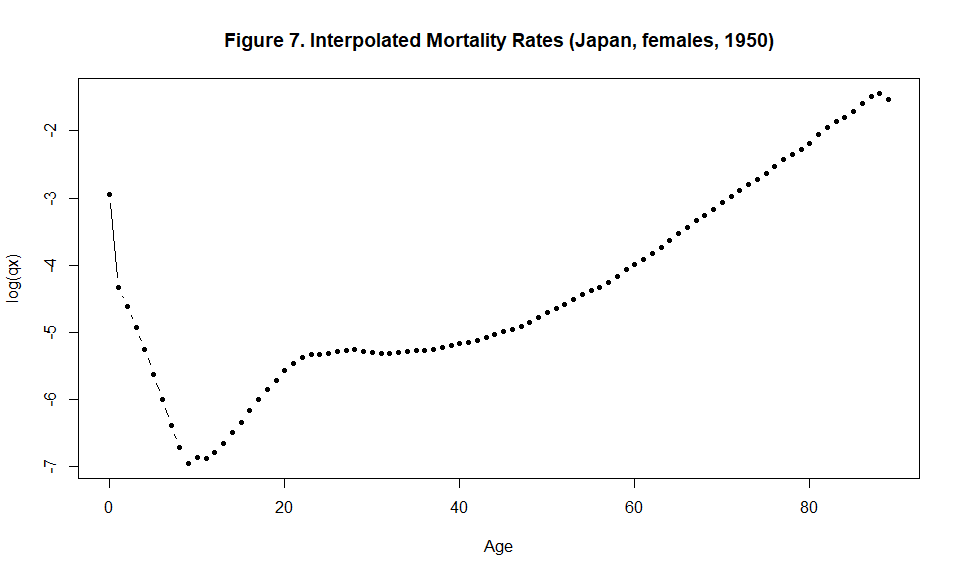 Figure 7. Interpolated Mortality Rates (Japan, females, 1950)
log(qx)
-2
-3
-4
-5
-6
-7
0 20 40 60 80
Age